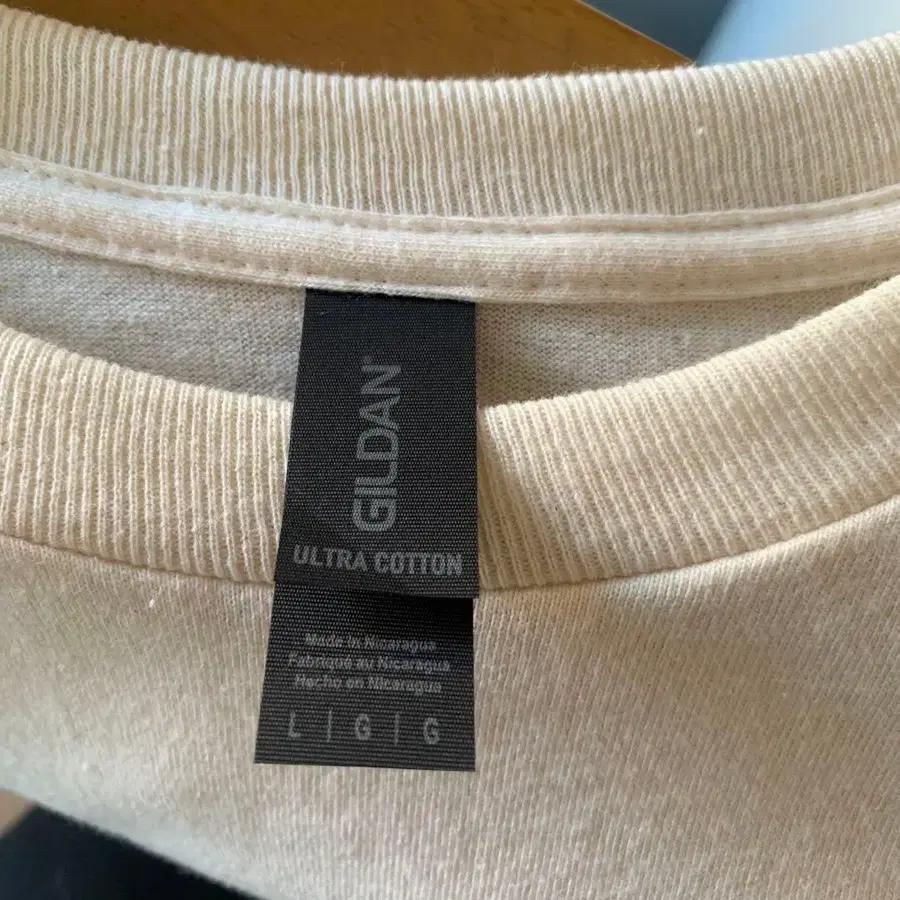 GILDAN®
ULTRA COTTON
Made in Nicaragua
Fabriqué au Nicaragua
Hecho en Nicaragua
L | G | G